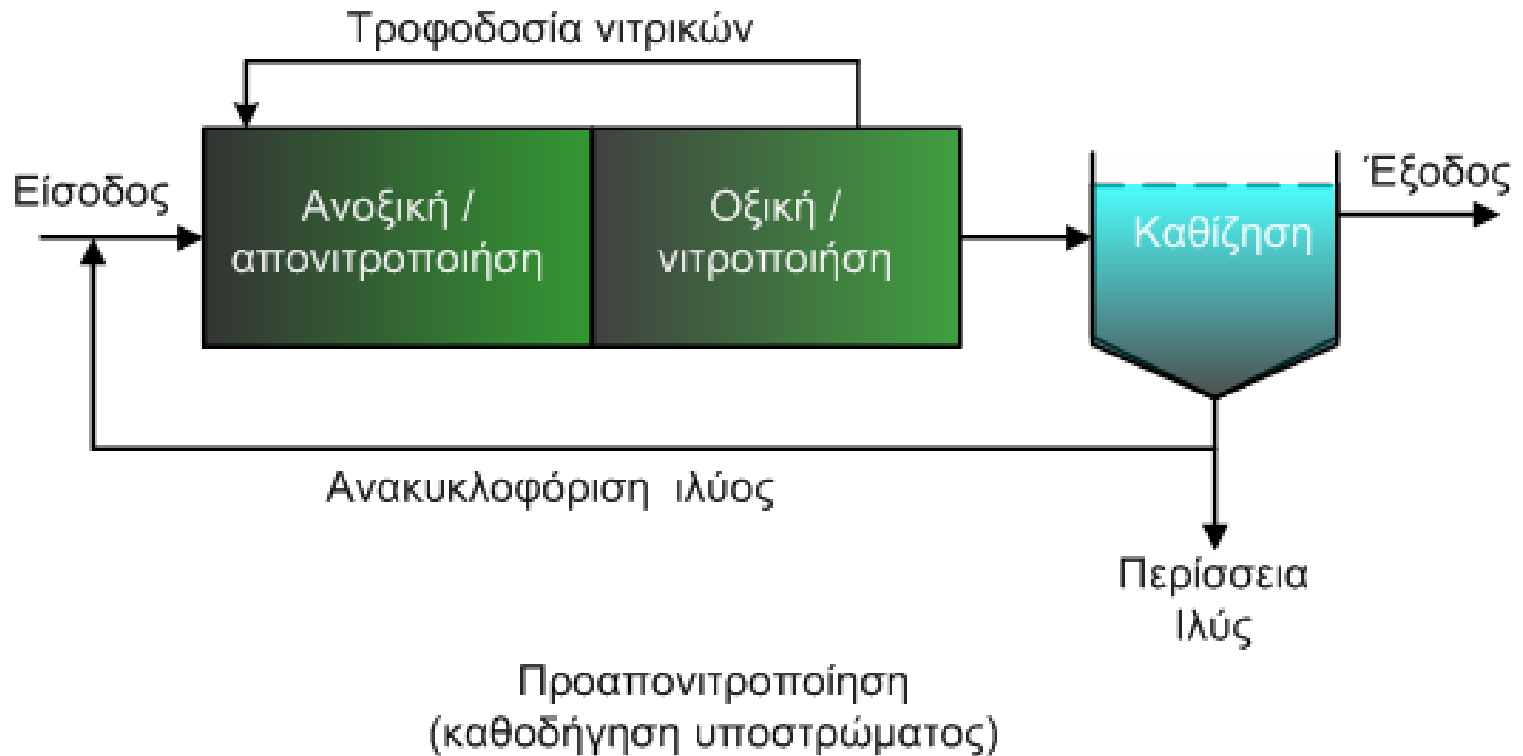 Τροφοδοσία νιτρικών
Είσοδος
Ανοξική /
απονιτροποιήση
Οξική /
νιτροποιήση
Καθίζηση
Έξοδος
Ανακυκλοφόριση ιλύος
Περίσσεια
Ιλύς
Προαπονιτροποίηση
(καθοδήγηση υποστρώματος)